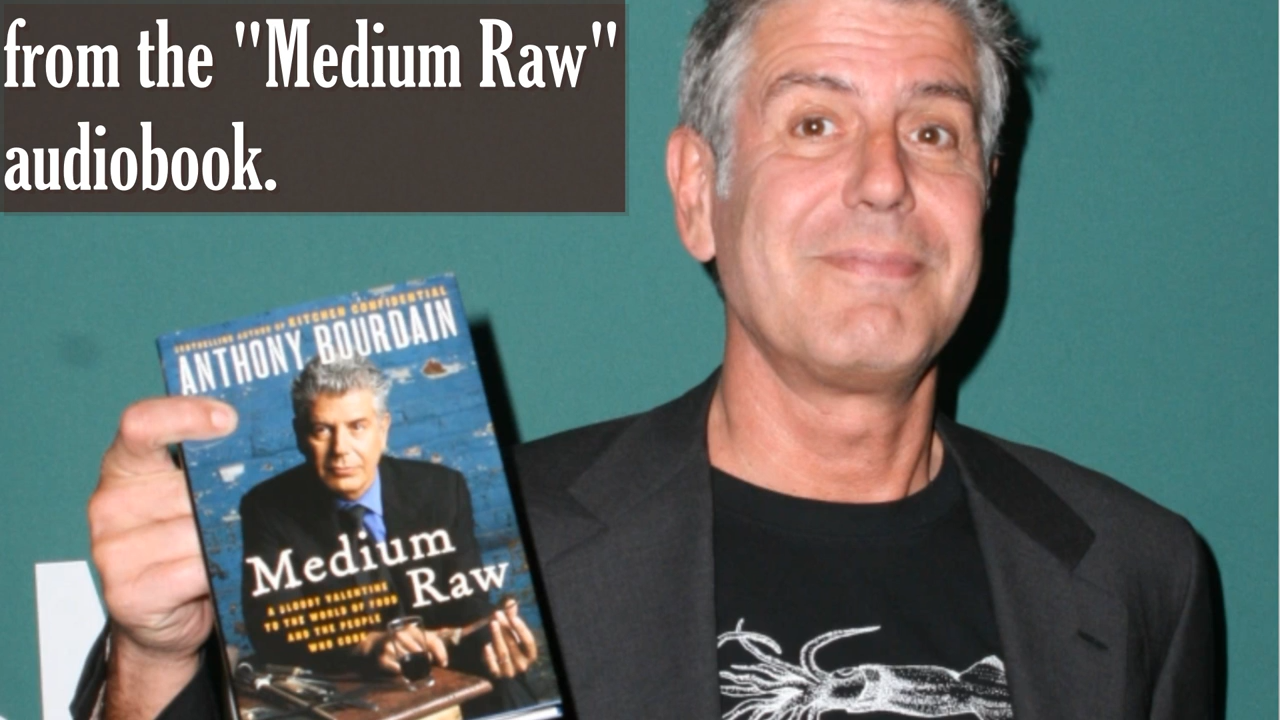 from the "Medium Raw"
audiobook.
BESTSELLING AUTHOR OF KITCHEN CONFIDENTIAL
ANTHONY BOURDAIN
Medium
Raw
A BLOODY VALENTINE
TO THE WORLD OF FOOD
AND THE PEOPLE
WHO COOK